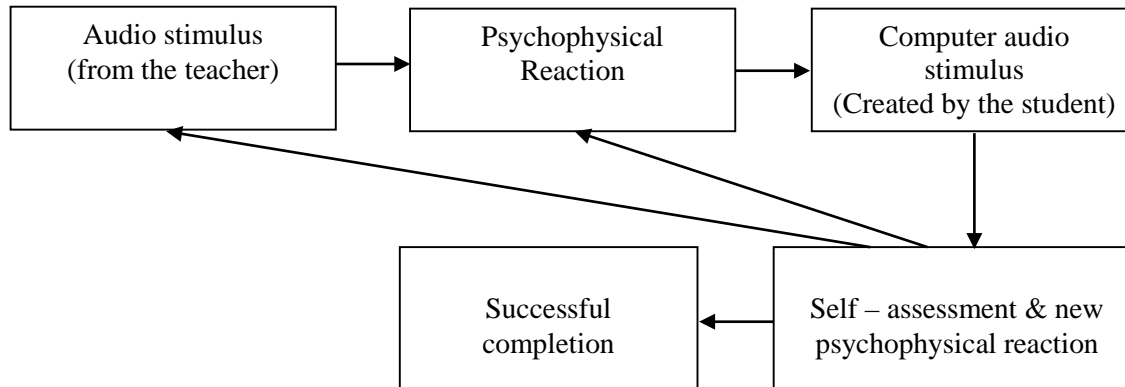 Audio stimulus
(from the teacher)
Psychophysical
Reaction
Computer audio
stimulus
(Created by the student)
Successful
completion
Self – assessment & new
psychophysical reaction